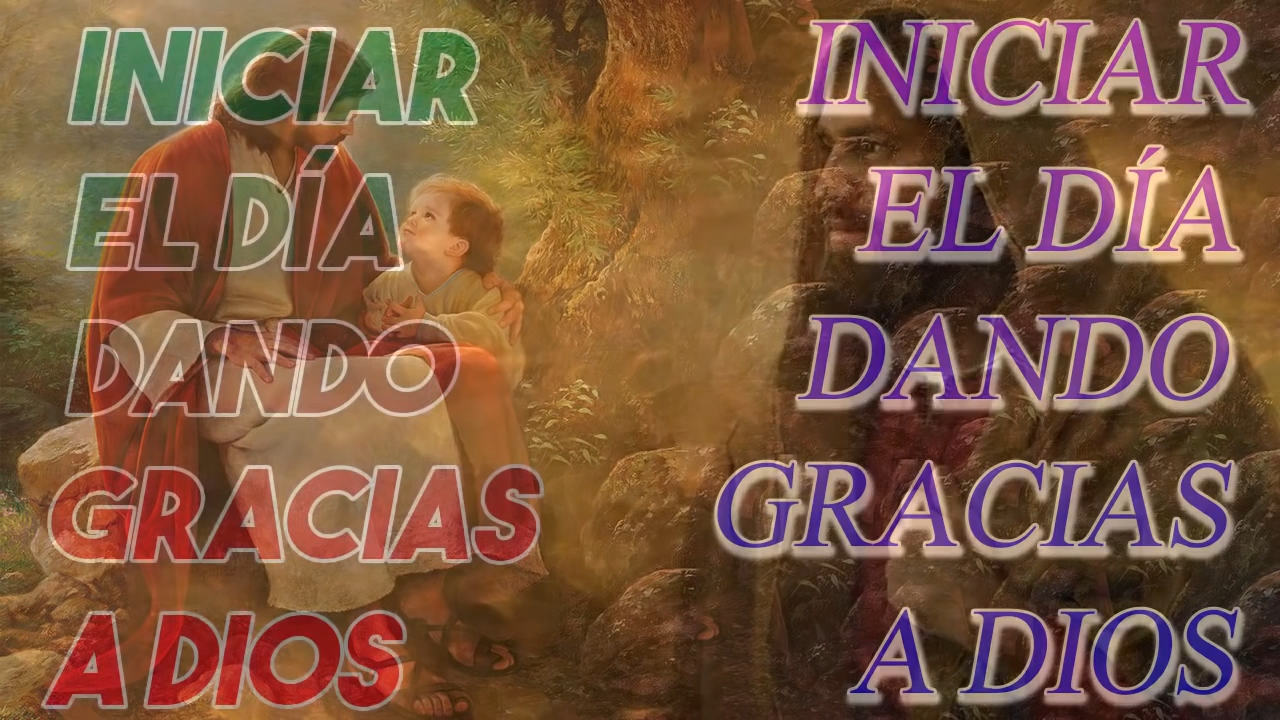 INICIAR
EL DÍA
DANDO
GRACIAS
A DIOS
INICIAR
EL DÍA
DANDO
GRACIAS
A DIOS